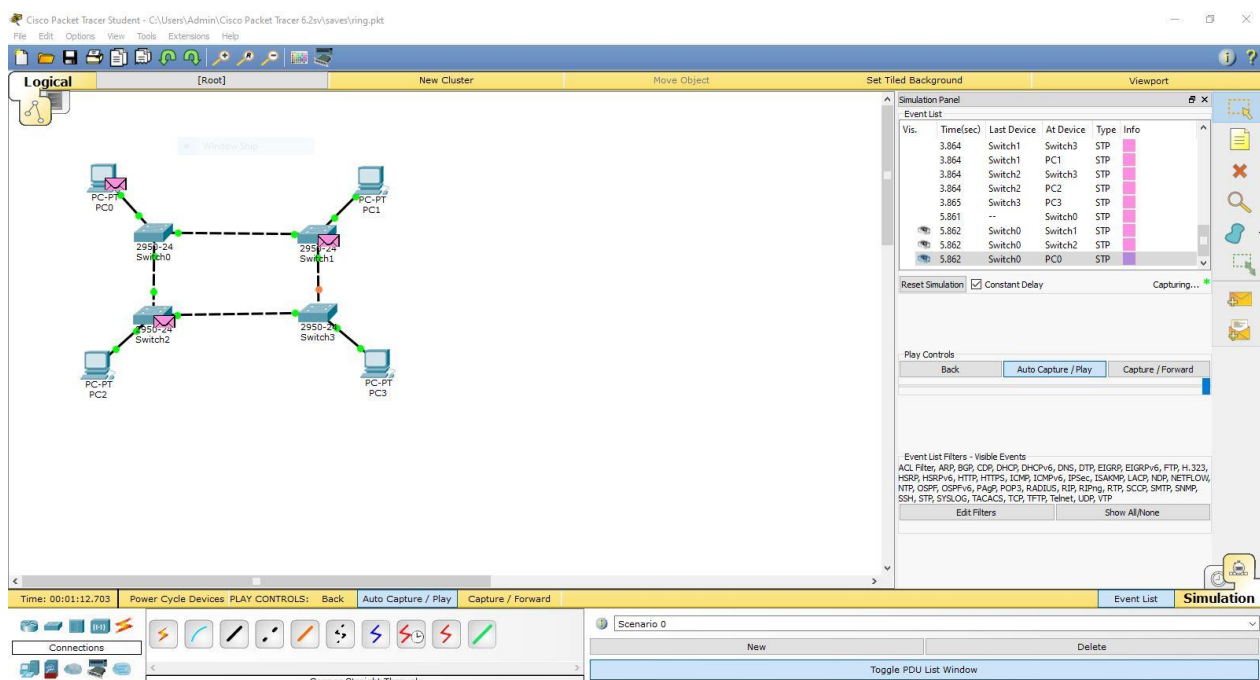 Cisco Packet Tracer Student - C:\Users\Admin\Cisco Packet Tracer 6.2sv\saves\ring.pkt
File Edit Options View Tools Extensions Help
Logical [Root] New Cluster Move Object Set Tiled Background Viewport
Simulation Panel
Event List
Vis. Time(sec) Last Device At Device Type Info
3.864 Switch1 Switch3 STP
3.864 Switch1 PC1 STP
3.864 Switch2 Switch3 STP
3.864 Switch2 PC2 STP
3.865 Switch3 PC3 STP
5.861 -- Switch0 STP
5.862 Switch0 Switch1 STP
5.862 Switch0 Switch2 STP
5.862 Switch0 PC0 STP
Reset Simulation Constant Delay Capturing...
Play Controls
Back Auto Capture / Play Capture / Forward
Event List Filters - Visible Events
ACL Filter, ARP, BGP, CDP, DHCP, DHCPv6, DNS, DTP, EIGRP, EIGRPv6, FTP, H.323,
HSRP, HSRPv6, HTTP, HTTPS, ICMP, ICMPv6, IPSec, ISAKMP, LACP, NDP, NETFLOW,
NTP, OSPF, OSPFv6, PAgP, POP3, RADIUS, RIP, RIPng, RTP, SCCP, SMTP, SNMP,
SSH, STP, SYSLOG, TACACS, TCP, TFTP, Telnet, UDP, VTP
Edit Filters Show All/None
Window Snip
PC-PT
PC0
PC-PT
PC1
2950-24
Switch0
2950-24
Switch1
2950-24
Switch2
2950-24
Switch3
PC-PT
PC2
PC-PT
PC3
Time: 00:01:12.703 Power Cycle Devices PLAY CONTROLS: Back Auto Capture / Play Capture / Forward Event List Simulation
Connections
Scenario 0
New Delete
Toggle PDU List Window